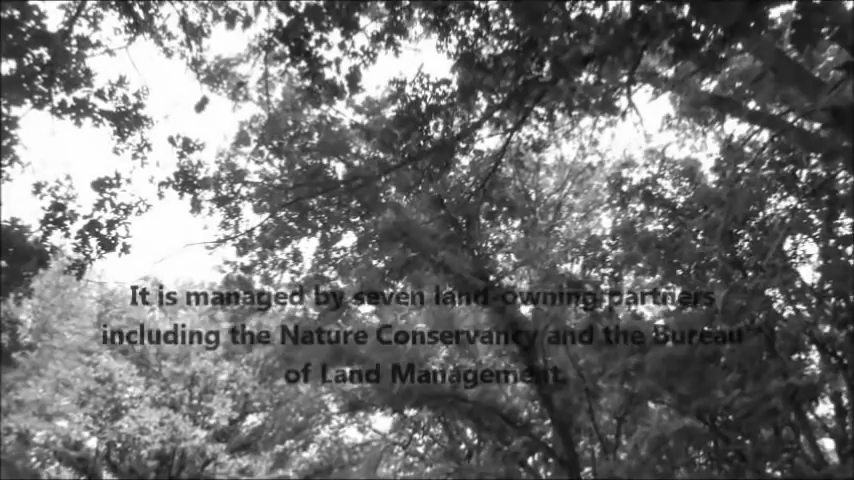 It is managed by seven land-owning partners
including the Nature Conservancy and the Bureau
of Land Management.